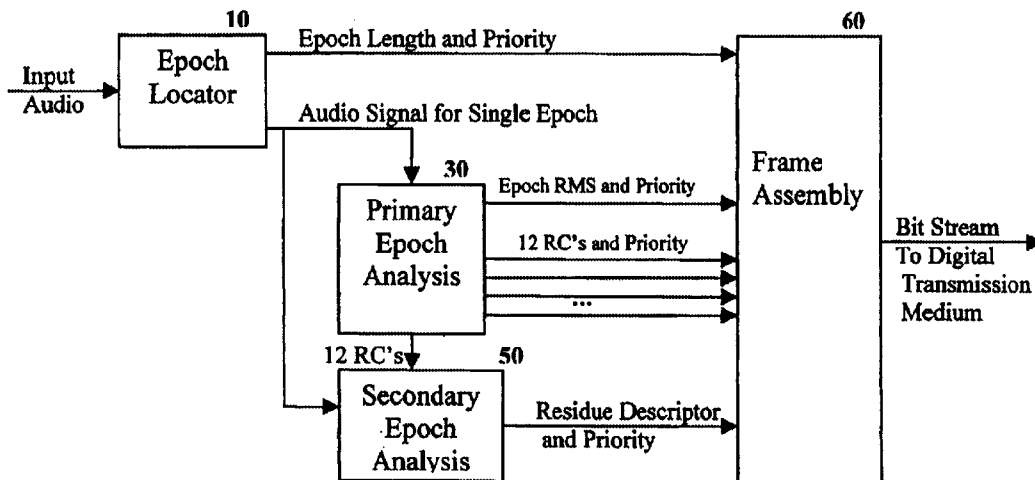 10
60
Epoch Length and Priority
Epoch
Locator
Input
Audio
Audio Signal for Single Epoch
30
Frame
Assembly
Epoch RMS and Priority
Primary
Epoch
Analysis
12 RC's and Priority
...
Bit Stream
To Digital
Transmission
Medium
12 RC's
50
Secondary
Epoch
Analysis
Residue Descriptor
and Priority